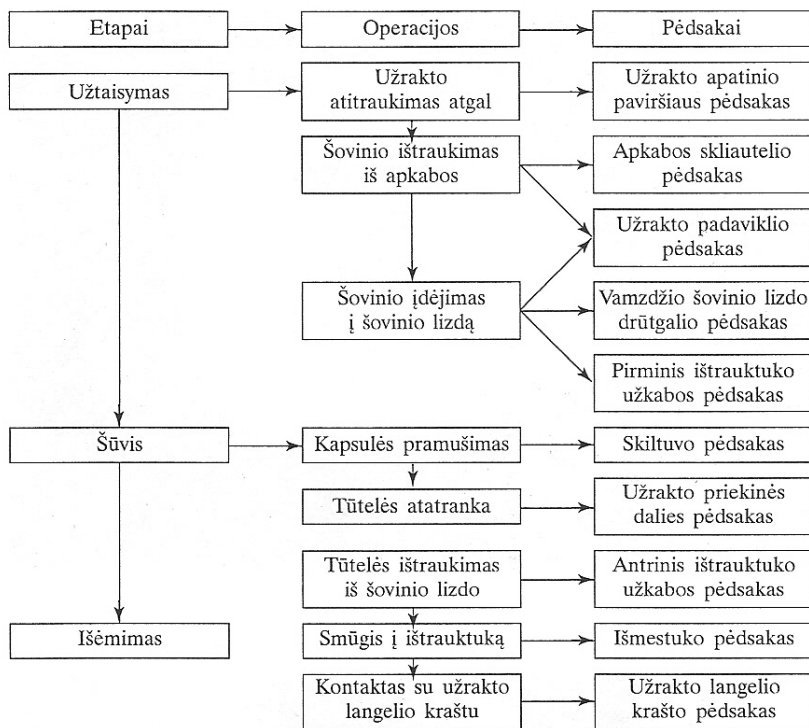 Etapai
Operacijos
Pėdsakai
Užtaisymas
Užrakto
atitraukimas atgal
Užrakto apatinio
paviršiaus pėdsakas
Šovinio ištraukimas
iš apkabos
Apkabos skliautelio
pėdsakas
Užrakto padaviklio
pėdsakas
Šovinio įdėjimas
į šovinio lizdą
Vamzdžio šovinio lizdo
drūtgalio pėdsakas
Pirminis ištrauktuko
užkabos pėdsakas
Šūvis
Kapsulės pramušimas
Skiltuvo pėdsakas
Tūtelės atatranka
Užrakto priekinės
dalies pėdsakas
Tūtelės ištraukimas
iš šovinio lizdo
Antrinis ištrauktuko
užkabos pėdsakas
Išėmimas
Smūgis į ištrauktuką
Išmestuko pėdsakas
Kontaktas su užrakto
langelio kraštu
Užrakto langelio
krašto pėdsakas